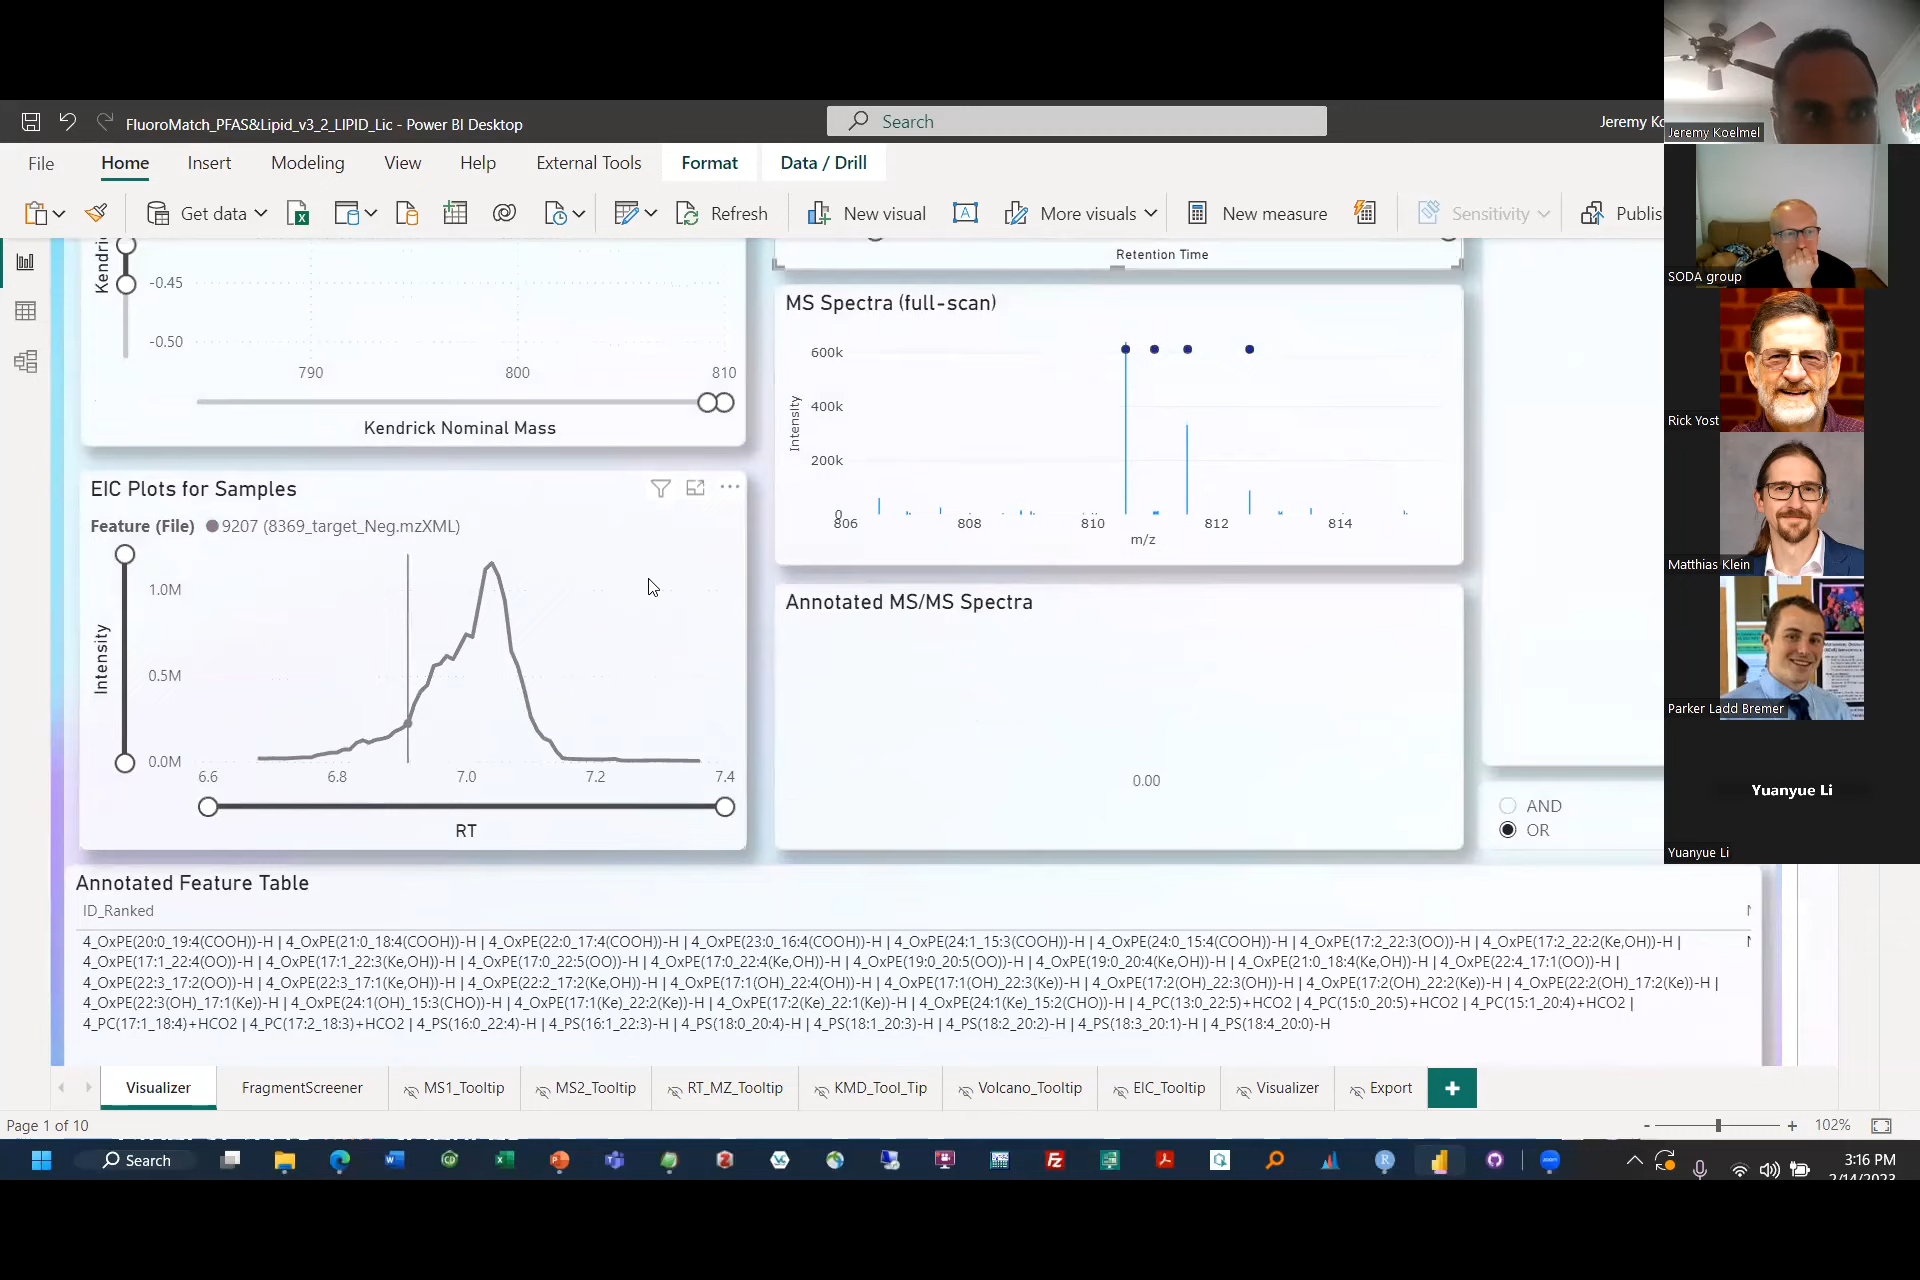 FluoroMatch_PFAS&Lipid_v3_2_LIPID_Lic - Power BI Desktop
Search
Jeremy Ko
File Home Insert Modeling View Help External Tools Format Data / Drill
Get data Refresh New visual More visuals New measure Sensitivity Publis
Kendric
-0.45
-0.50
790 800 810
Kendrick Nominal Mass
Retention Time
MS Spectra (full-scan)
600k
400k
200k
0
Intensity
806 808 810 812 814
m/z
EIC Plots for Samples
Feature (File) 9207 (8369_target_Neg.mzXML)
1.0M
0.5M
0.0M
Intensity
6.6 6.8 7.0 7.2 7.4
RT
Annotated MS/MS Spectra
0.00
AND
OR
Annotated Feature Table
ID_Ranked
4_OxPE(20:0_19:4(COOH))-H | 4_OxPE(21:0_18:4(COOH))-H | 4_OxPE(22:0_17:4(COOH))-H | 4_OxPE(23:0_16:4(COOH))-H | 4_OxPE(24:1_15:3(COOH))-H | 4_OxPE(24:0_15:4(COOH))-H | 4_OxPE(17:2_22:3(OO))-H | 4_OxPE(17:2_22:2(Ke,OH))-H |
4_OxPE(17:1_22:4(OO))-H | 4_OxPE(17:1_22:3(Ke,OH))-H | 4_OxPE(17:0_22:5(OO))-H | 4_OxPE(17:0_22:4(Ke,OH))-H | 4_OxPE(19:0_20:5(OO))-H | 4_OxPE(19:0_20:4(Ke,OH))-H | 4_OxPE(21:0_18:4(Ke,OH))-H | 4_OxPE(22:4_17:1(OO))-H |
4_OxPE(22:3_17:2(OO))-H | 4_OxPE(22:3_17:1(Ke,OH))-H | 4_OxPE(22:2_17:2(Ke,OH))-H | 4_OxPE(17:1(OH)_22:4(OH))-H | 4_OxPE(17:1(OH)_22:3(Ke))-H | 4_OxPE(17:2(OH)_22:3(OH))-H | 4_OxPE(17:2(OH)_22:2(Ke))-H | 4_OxPE(22:2(OH)_17:2(Ke))-H |
4_OxPE(22:3(OH)_17:1(Ke))-H | 4_OxPE(24:1(OH)_15:3(CHO))-H | 4_OxPE(17:1(Ke)_22:2(Ke))-H | 4_OxPE(17:2(Ke)_22:1(Ke))-H | 4_OxPE(24:1(Ke)_15:2(CHO))-H | 4_PC(13:0_22:5)+HCO2 | 4_PC(15:0_20:5)+HCO2 | 4_PC(15:1_20:4)+HCO2 |
4_PC(17:1_18:4)+HCO2 | 4_PC(17:2_18:3)+HCO2 | 4_PS(16:0_22:4)-H | 4_PS(16:1_22:3)-H | 4_PS(18:0_20:4)-H | 4_PS(18:1_20:3)-H | 4_PS(18:2_20:2)-H | 4_PS(18:3_20:1)-H | 4_PS(18:4_20:0)-H
Visualizer FragmentScreener MS1_Tooltip MS2_Tooltip RT_MZ_Tooltip KMD_Tool_Tip Volcano_Tooltip EIC_Tooltip Visualizer Export
Page 1 of 10
102%
Search
3:16 PM
2/14/2023
Jeremy Koelmel
SODA group
Rick Yost
Matthias Klein
Parker Ladd Bremer
Yuanyue Li
Yuanyue Li